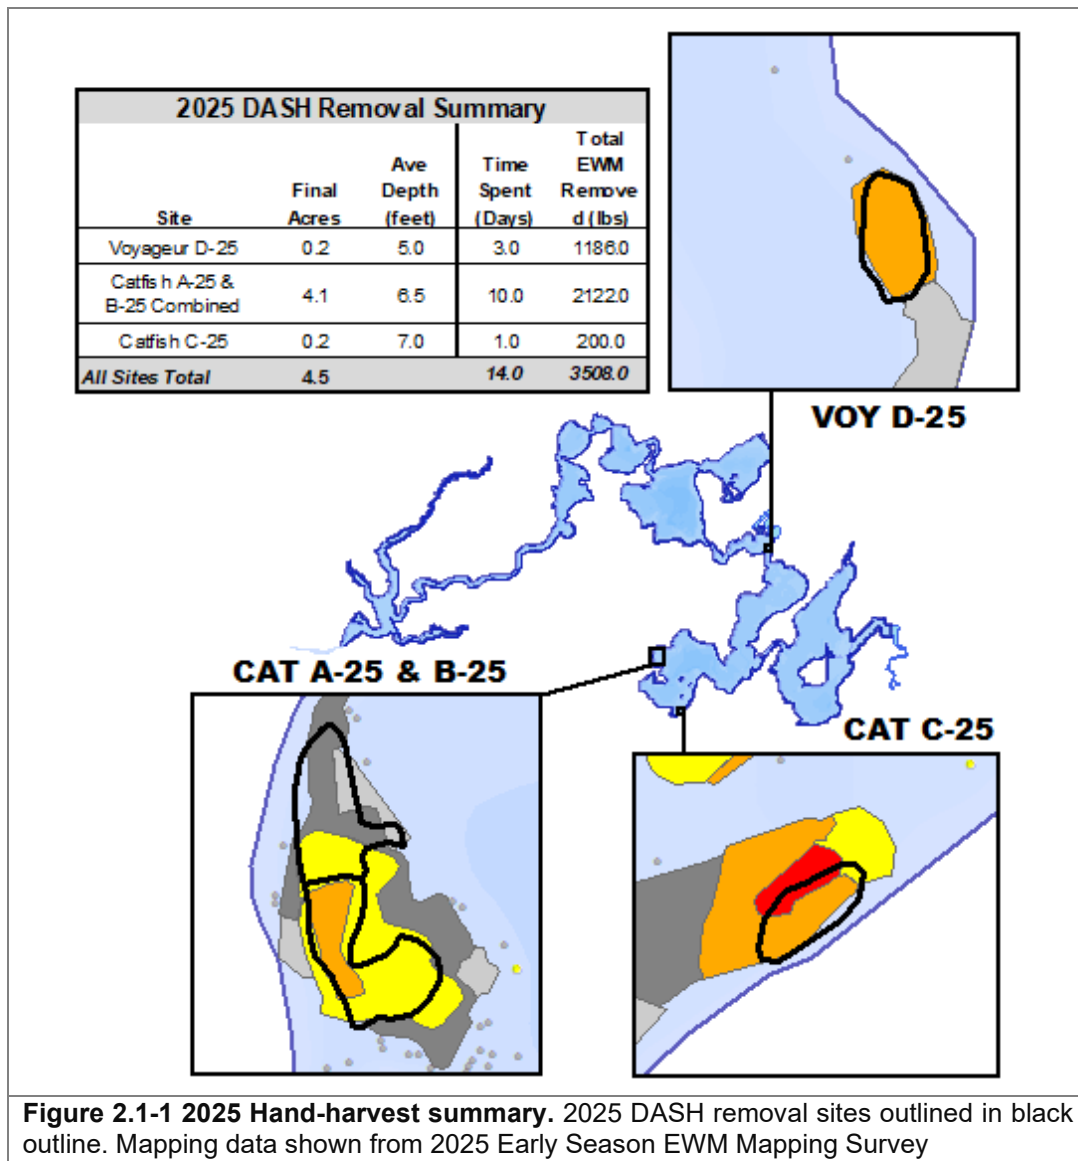 2025 DASH Removal Summary
Site Final Acres Ave Depth (feet) Time Spent (Days) Total EWM Remove d (lbs)
Voyageur D-25 0.2 5.0 3.0 1186.0
Catfish A-25 & B-25 Combined 4.1 6.5 10.0 2122.0
Catfish C-25 0.2 7.0 1.0 200.0
All Sites Total 4.5 14.0 3508.0
VOY D-25
CAT A-25 & B-25
CAT C-25
Figure 2.1-1 2025 Hand-harvest summary. 2025 DASH removal sites outlined in black
outline. Mapping data shown from 2025 Early Season EWM Mapping Survey